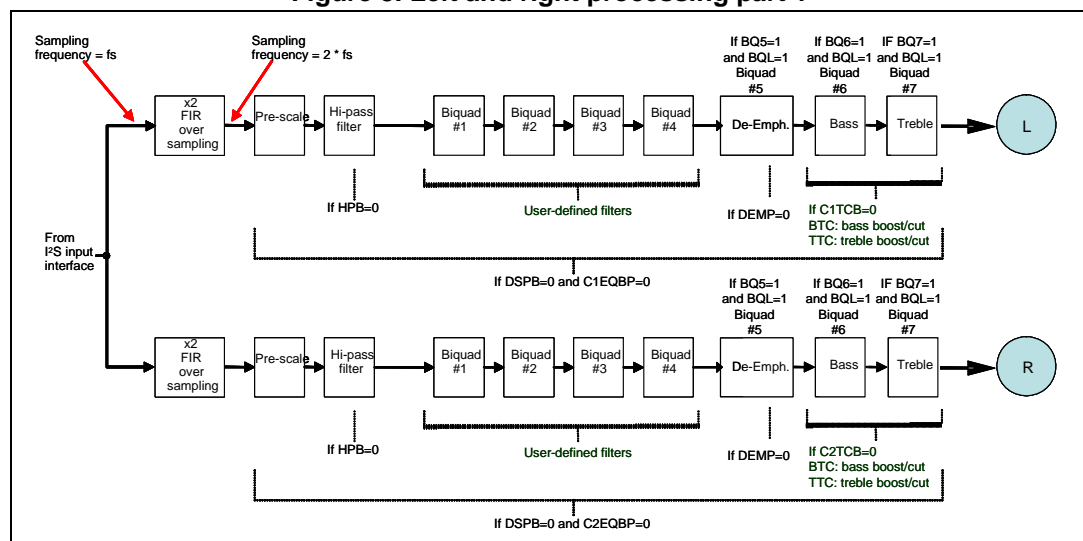 Figure 6. Left and right processing part 1
Sampling
frequency = fs
Sampling
frequency = 2 * fs
If BQ5=1
and BQL=1
Biquad
#5
If BQ6=1
and BQL=1
Biquad
#6
IF BQ7=1
and BQL=1
Biquad
#7
x2
FIR
over
sampling
Pre-scale
Hi-pass
filter
Biquad
#1
Biquad
#2
Biquad
#3
Biquad
#4
De-Emph.
Bass
Treble
L
If HPB=0
User-defined filters
If DEMP=0
If C1TCB=0
BTC: bass boost/cut
TTC: treble boost/cut
From
I²S input
interface
If DSPB=0 and C1EQBP=0
If BQ5=1
and BQL=1
Biquad
#5
If BQ6=1
and BQL=1
Biquad
#6
IF BQ7=1
and BQL=1
Biquad
#7
x2
FIR
over
sampling
Pre-scale
Hi-pass
filter
Biquad
#1
Biquad
#2
Biquad
#3
Biquad
#4
De-Emph.
Bass
Treble
R
If HPB=0
User-defined filters
If DEMP=0
If C2TCB=0
BTC: bass boost/cut
TTC: treble boost/cut
If DSPB=0 and C2EQBP=0